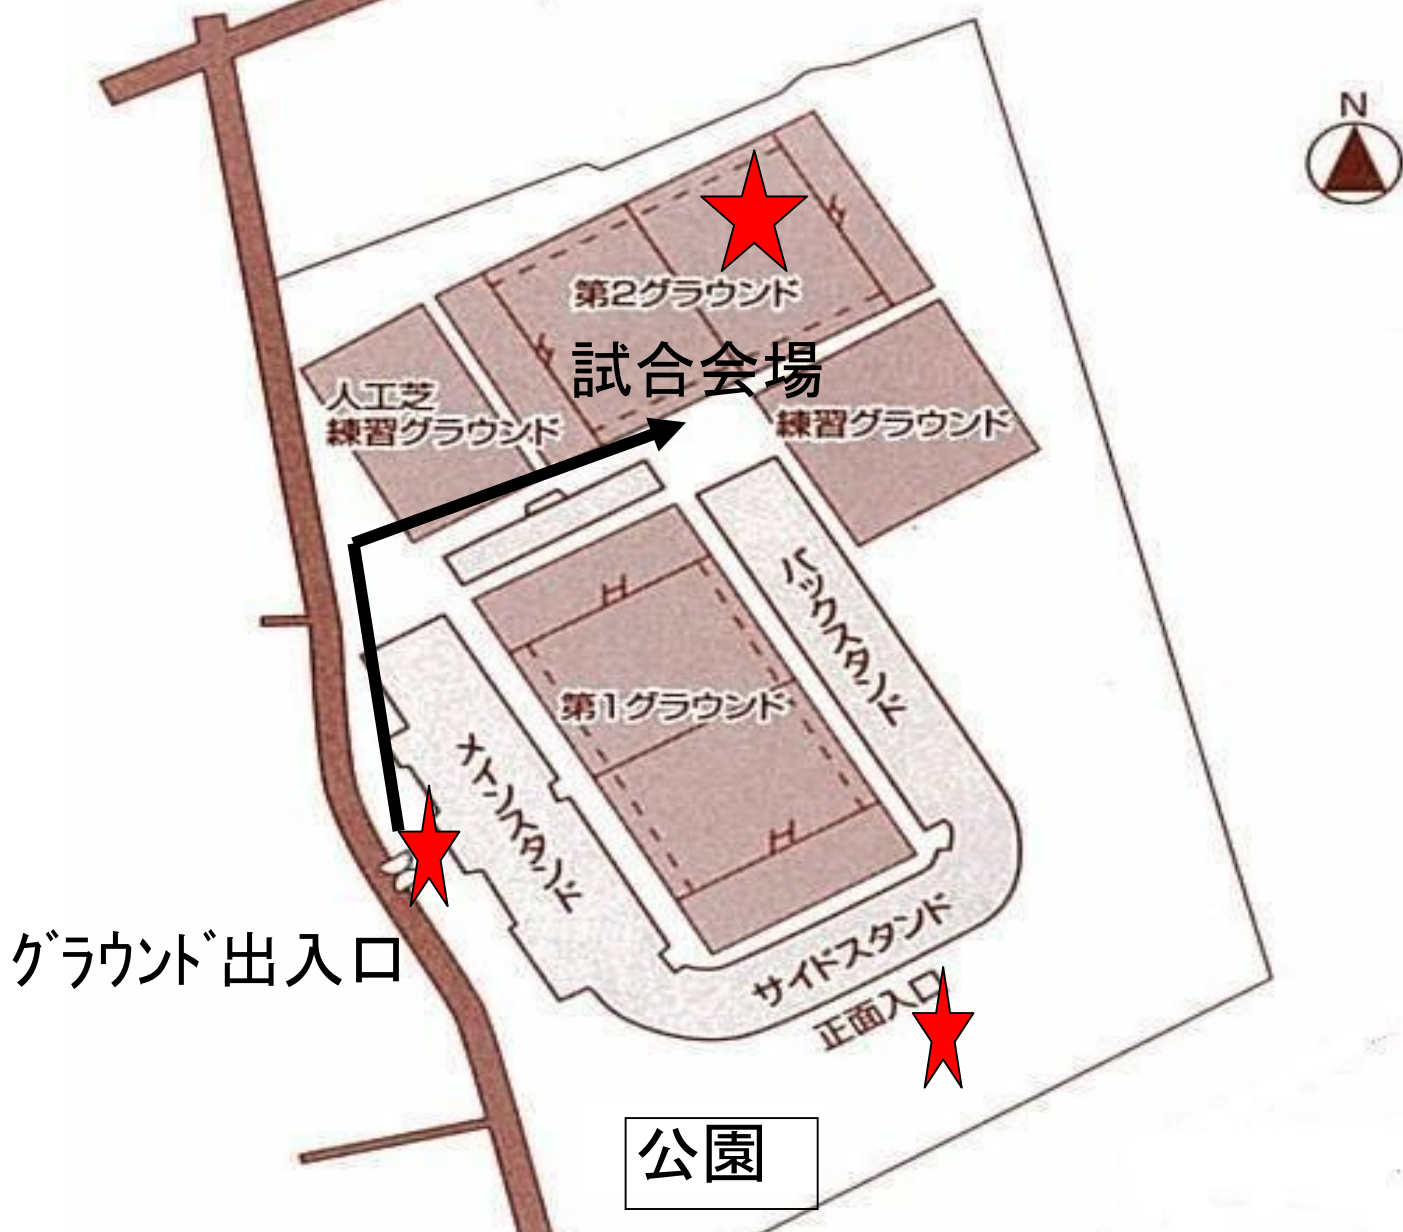 N
第2グラウンド
試合会場
人工芝
練習グラウンド
練習グラウンド
バックスタンド
第1グラウンド
メインスタンド
グラウンド出入口
サイドスタンド
正面入口
公園